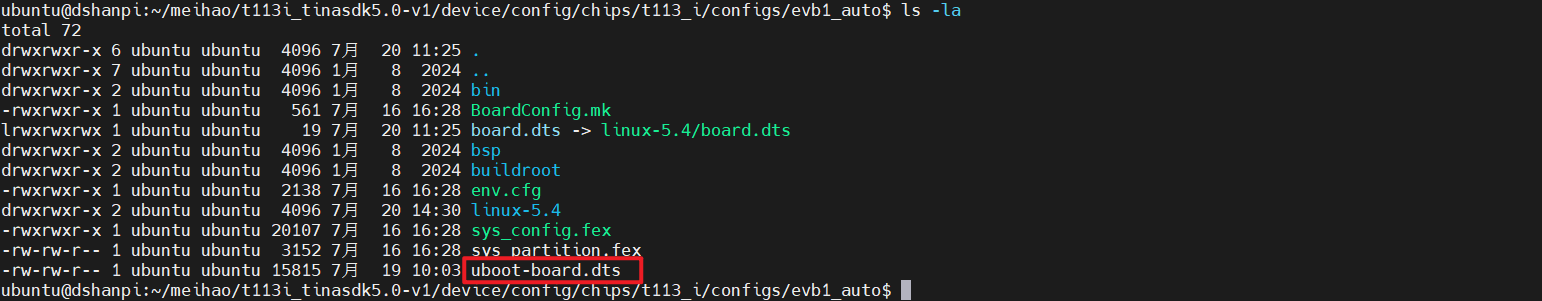 ubuntu@dshanpi:~/meihao/t113i_tinasdk5.0-v1/device/config/chips/t113_i/configs/evb1_auto$ ls -la
total 72
drwxrwxr-x 6 ubuntu ubuntu  4096 7月  20 11:25 .
drwxrwxr-x 7 ubuntu ubuntu  4096 1月   8  2024 ..
drwxrwxr-x 2 ubuntu ubuntu  4096 1月   8  2024 bin
-rwxrwxr-x 1 ubuntu ubuntu   561 7月  16 16:28 BoardConfig.mk
lrwxrwxrwx 1 ubuntu ubuntu    19 7月  20 11:25 board.dts -> linux-5.4/board.dts
drwxrwxr-x 2 ubuntu ubuntu  4096 1月   8  2024 bsp
drwxrwxr-x 2 ubuntu ubuntu  4096 1月   8  2024 buildroot
-rwxrwxr-x 1 ubuntu ubuntu  2138 7月  16 16:28 env.cfg
drwxrwxr-x 2 ubuntu ubuntu  4096 7月  20 14:30 linux-5.4
-rwxrwxr-x 1 ubuntu ubuntu 20107 7月  16 16:28 sys_config.fex
-rw-rw-r-- 1 ubuntu ubuntu  3152 7月  16 16:28 sys_partition.fex
-rw-rw-r-- 1 ubuntu ubuntu 15815 7月  19 10:03 uboot-board.dts
ubuntu@dshanpi:~/meihao/t113i_tinasdk5.0-v1/device/config/chips/t113_i/configs/evb1_auto$